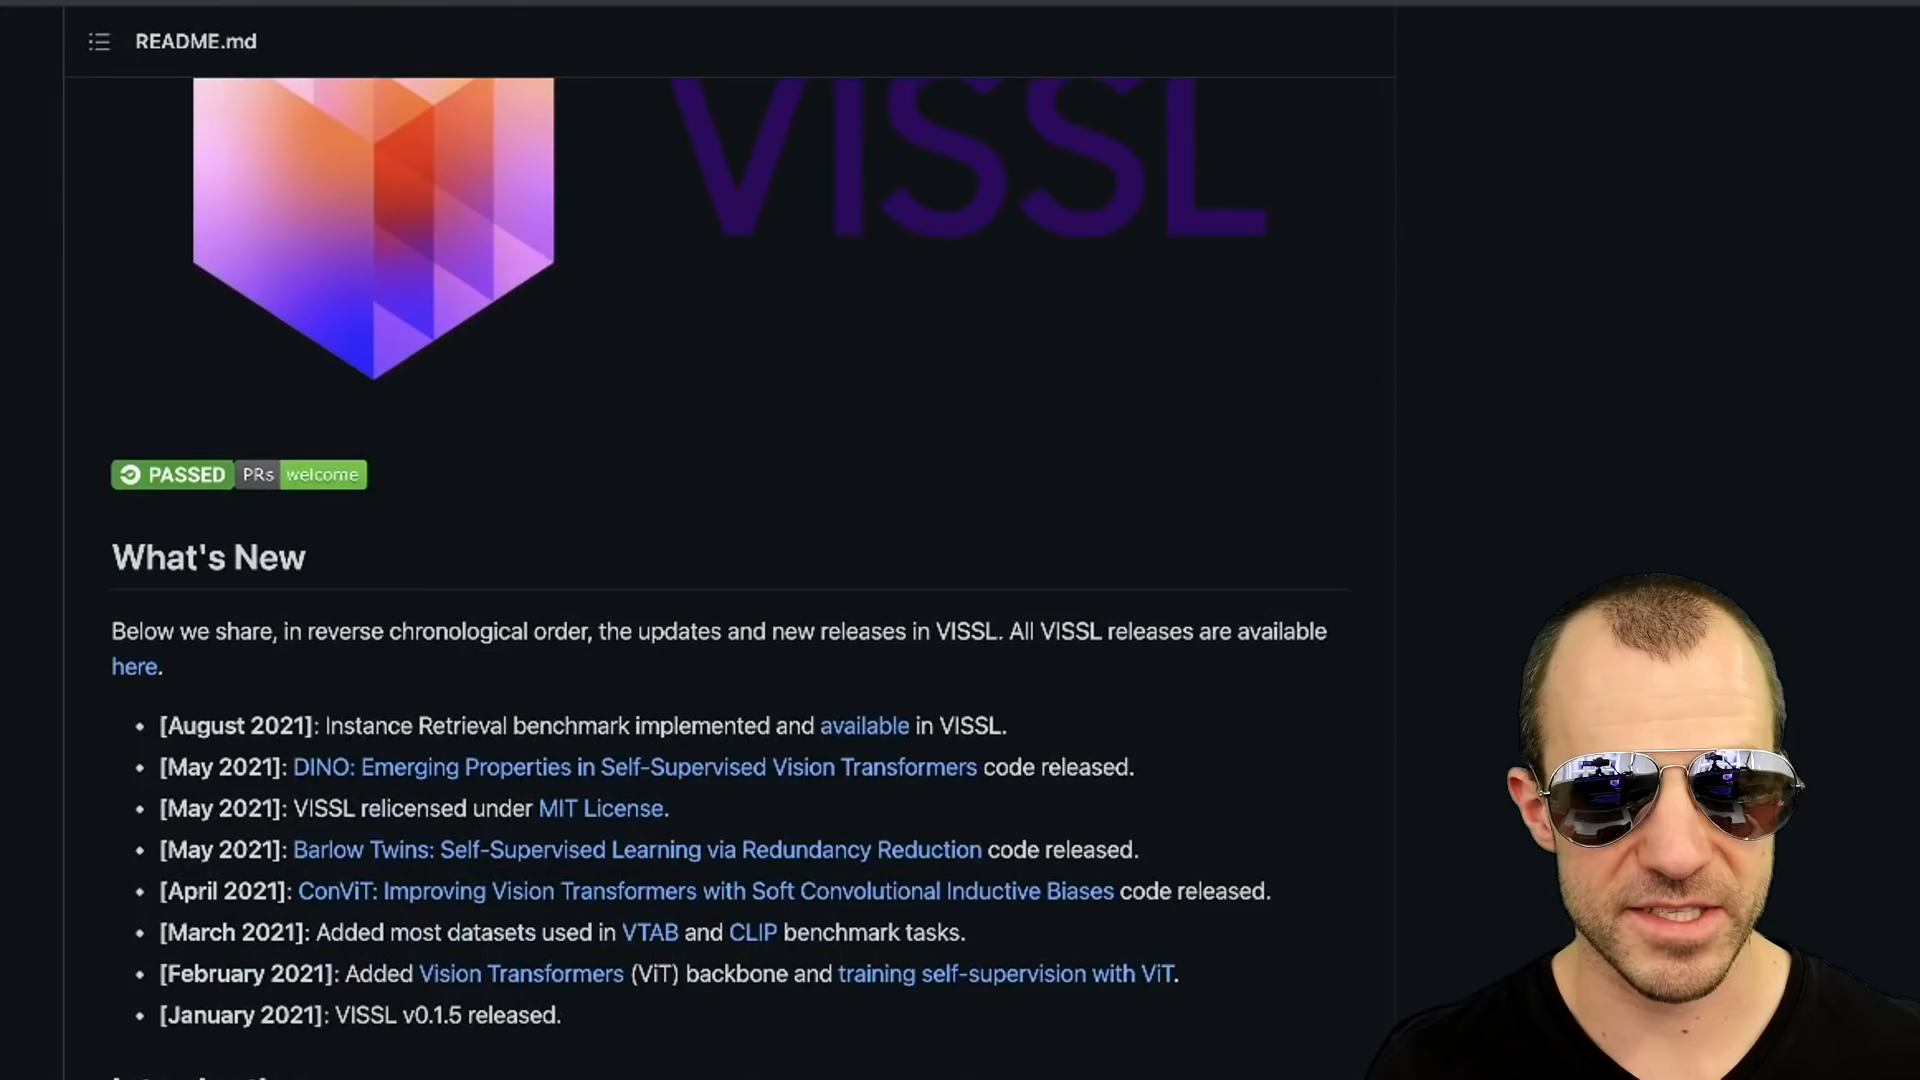 README.md
VISSL
PASSED PRs welcome
What's New
Below we share, in reverse chronological order, the updates and new releases in VISSL. All VISSL releases are available
here.
• [August 2021]: Instance Retrieval benchmark implemented and available in VISSL.
• [May 2021]: DINO: Emerging Properties in Self-Supervised Vision Transformers code released.
• [May 2021]: VISSL relicensed under MIT License.
• [May 2021]: Barlow Twins: Self-Supervised Learning via Redundancy Reduction code released.
• [April 2021]: ConViT: Improving Vision Transformers with Soft Convolutional Inductive Biases code released.
• [March 2021]: Added most datasets used in VTAB and CLIP benchmark tasks.
• [February 2021]: Added Vision Transformers (ViT) backbone and training self-supervision with ViT.
• [January 2021]: VISSL v0.1.5 released.